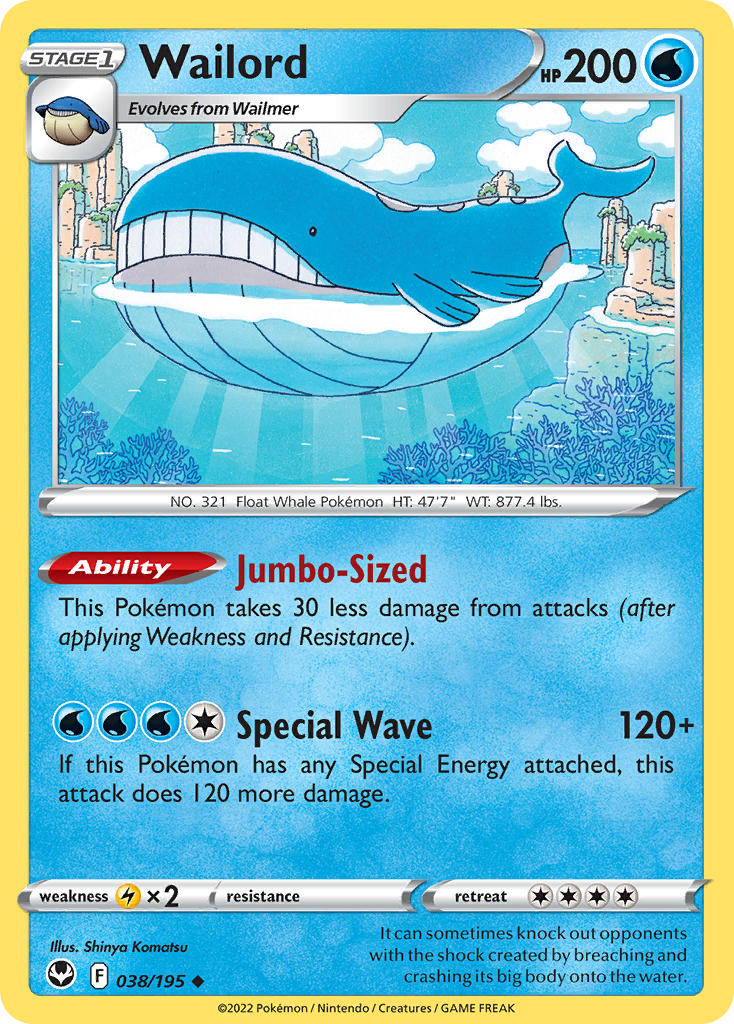 STAGE1
Wailord
HP 200
Evolves from Wailmer
NO. 321 Float Whale Pokémon HT: 47'7" WT: 877.4 lbs.
Ability Jumbo-Sized
This Pokémon takes 30 less damage from attacks (after
applying Weakness and Resistance).
Special Wave 120+
If this Pokémon has any Special Energy attached, this
attack does 120 more damage.
weakness ×2 resistance retreat
Illus. Shinya Komatsu
F 038/195
It can sometimes knock out opponents
with the shock created by breaching and
crashing its big body onto the water.
©2022 Pokémon / Nintendo / Creatures / GAME FREAK